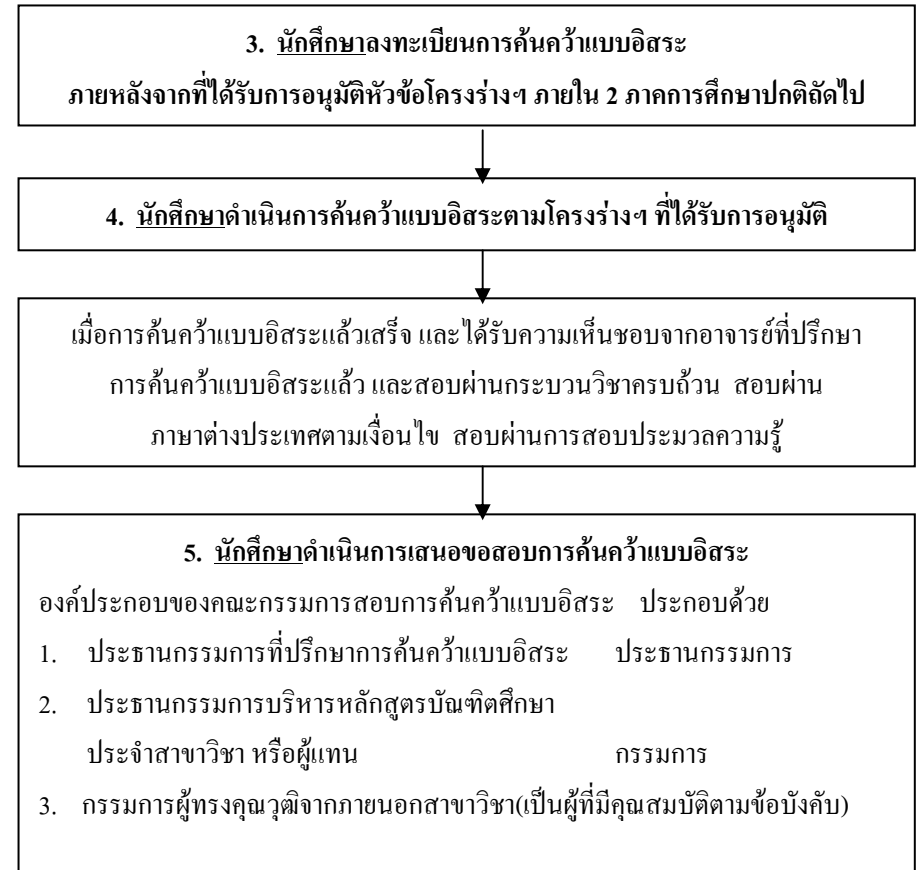 3. นักศึกษาลงทะเบียนการค้นคว้าแบบอิสระ
ภายหลังจากที่ได้รับการอนุมัติหัวข้อโครงร่างฯ ภายใน 2 ภาคการศึกษาปกติถัดไป
4. นักศึกษาดำเนินการค้นคว้าแบบอิสระตามโครงร่างฯ ที่ได้รับการอนุมัติ
เมื่อการค้นคว้าแบบอิสระแล้วเสร็จ และได้รับความเห็นชอบจากอาจารย์ที่ปรึกษา
การค้นคว้าแบบอิสระแล้ว และสอบผ่านกระบวนวิชาครบถ้วน สอบผ่าน
ภาษาต่างประเทศตามเงื่อนไข สอบผ่านการสอบประมวลความรู้
5. นักศึกษาดำเนินการเสนอขอสอบการค้นคว้าแบบอิสระ
องค์ประกอบของคณะกรรมการสอบการค้นคว้าแบบอิสระ ประกอบด้วย
1. ประธานกรรมการที่ปรึกษาการค้นคว้าแบบอิสระ ประธานกรรมการ
2. ประธานกรรมการบริหารหลักสูตรบัณฑิตศึกษา
ประจำสาขาวิชา หรือผู้แทน กรรมการ
3. กรรมการผู้ทรงคุณวุฒิจากภายนอกสาขาวิชา(เป็นผู้ที่มีคุณสมบัติตามข้อบังคับ)